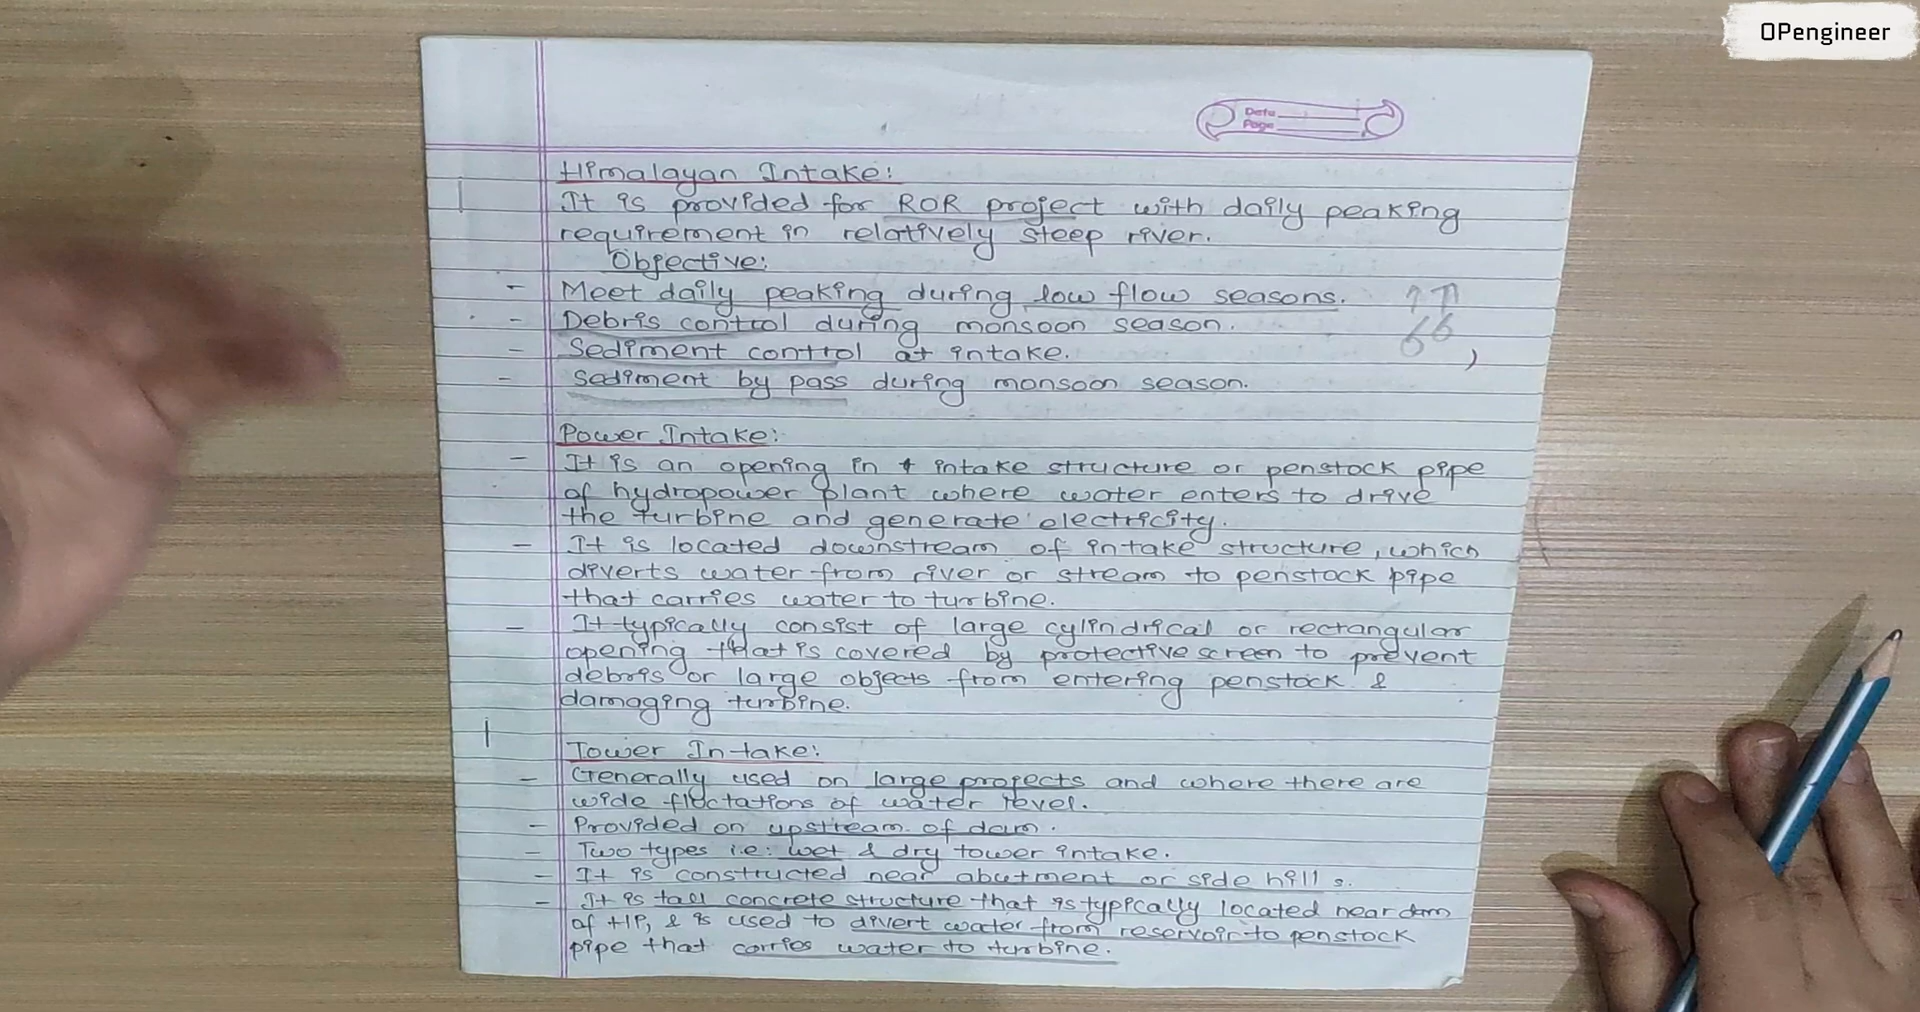 OPengineer
Date
Page
Himalayan Intake:
It is provided for ROR project with daily peaking
requirement in relatively steep river.
Objective:
- Meet daily peaking during low flow seasons.
- Debris control during monsoon season.
- Sediment control at intake.
- Sediment by pass during monsoon season.
Power Intake:
- It is an opening in intake structure or penstock pipe
of hydropower plant where water enters to drive
the turbine and generate electricity.
- It is located downstream of intake structure, which
diverts water from river or stream to penstock pipe
that carries water to turbine.
- It typically consist of large cylindrical or rectangular
opening that is covered by protective screen to prevent
debris or large objects from entering penstock &
damaging turbine.
Tower Intake:
- Generally used on large projects and where there are
wide fluctations of water level.
- Provided on upstream of dam.
- Two types i.e: wet & dry tower intake.
- It is constructed near abutment or side hills.
- It is tall concrete structure that is typically located near dam
of HP, & is used to divert water from reservoir to penstock
pipe that carries water to turbine.